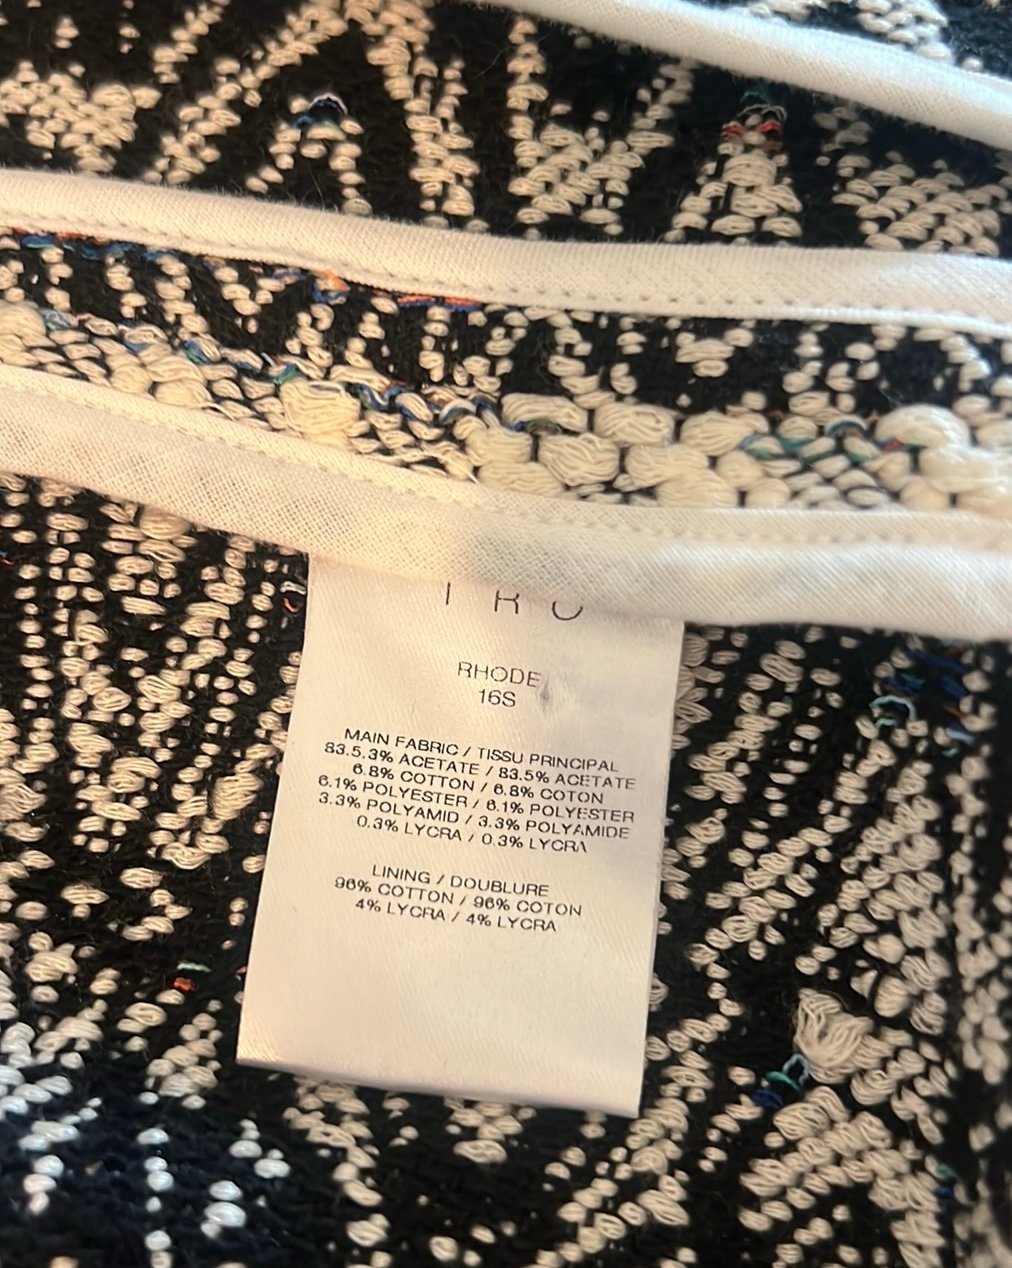 IRO
RHODE
16S
MAIN FABRIC / TISSU PRINCIPAL
83.5.3% ACETATE / 83.5% ACETATE
6.8% COTTON / 6.8% COTON
6.1% POLYESTER / 6.1% POLYESTER
3.3% POLYAMID / 3.3% POLYAMIDE
0.3% LYCRA / 0.3% LYCRA
LINING / DOUBLURE
96% COTTON / 96% COTON
4% LYCRA / 4% LYCRA